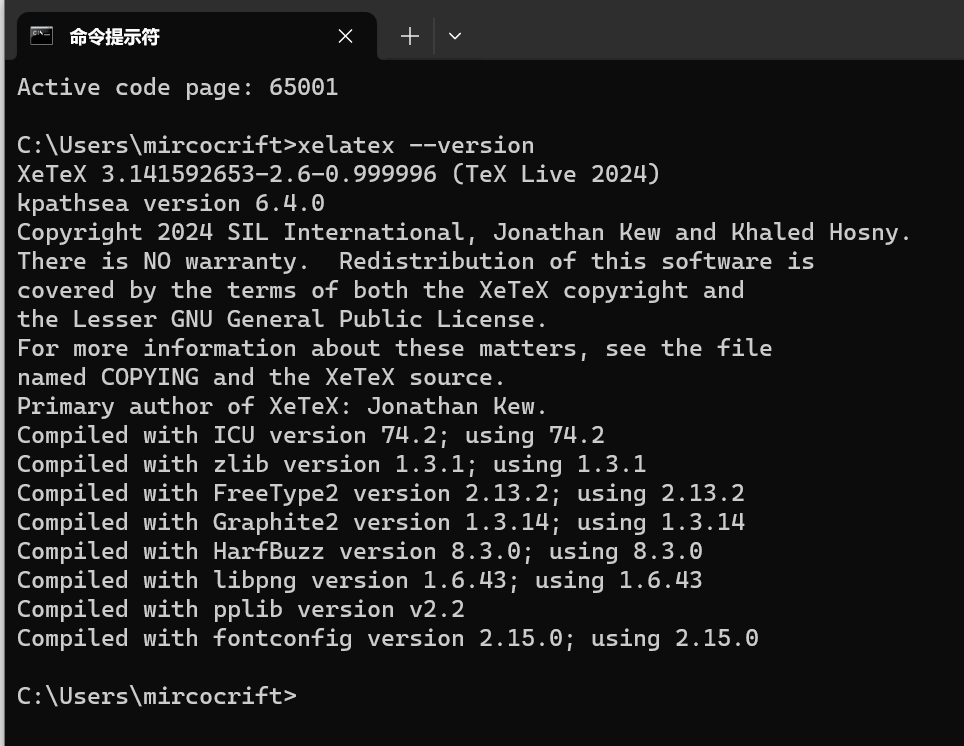 命令提示符
Active code page: 65001
C:\Users\mircocrift>xelatex --version
XeTeX 3.141592653-2.6-0.999996 (TeX Live 2024)
kpathsea version 6.4.0
Copyright 2024 SIL International, Jonathan Kew and Khaled Hosny.
There is NO warranty.  Redistribution of this software is
covered by the terms of both the XeTeX copyright and
the Lesser GNU General Public License.
For more information about these matters, see the file
named COPYING and the XeTeX source.
Primary author of XeTeX: Jonathan Kew.
Compiled with ICU version 74.2; using 74.2
Compiled with zlib version 1.3.1; using 1.3.1
Compiled with FreeType2 version 2.13.2; using 2.13.2
Compiled with Graphite2 version 1.3.14; using 1.3.14
Compiled with HarfBuzz version 8.3.0; using 8.3.0
Compiled with libpng version 1.6.43; using 1.6.43
Compiled with pplib version v2.2
Compiled with fontconfig version 2.15.0; using 2.15.0
C:\Users\mircocrift>